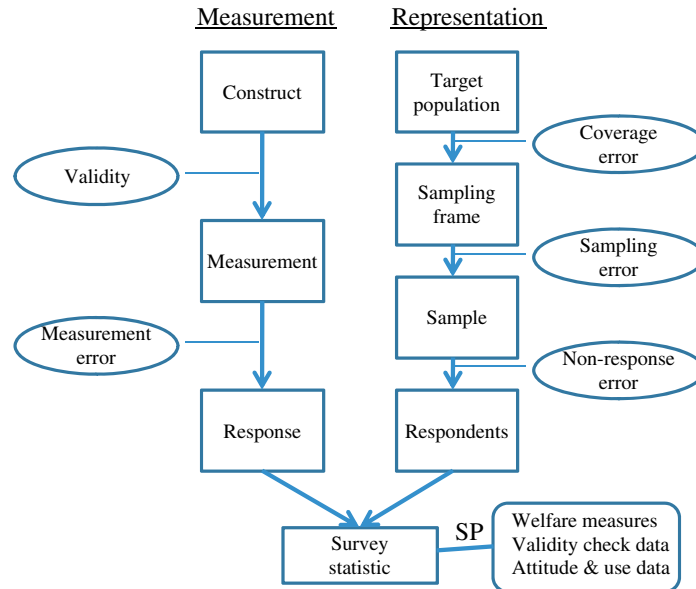 Measurement
Representation
Construct
Target
population
Coverage
error
Validity
Sampling
frame
Measurement
Sampling
error
Sample
Measurement
error
Non-response
error
Response
Respondents
Survey
statistic
SP
Welfare measures
Validity check data
Attitude & use data